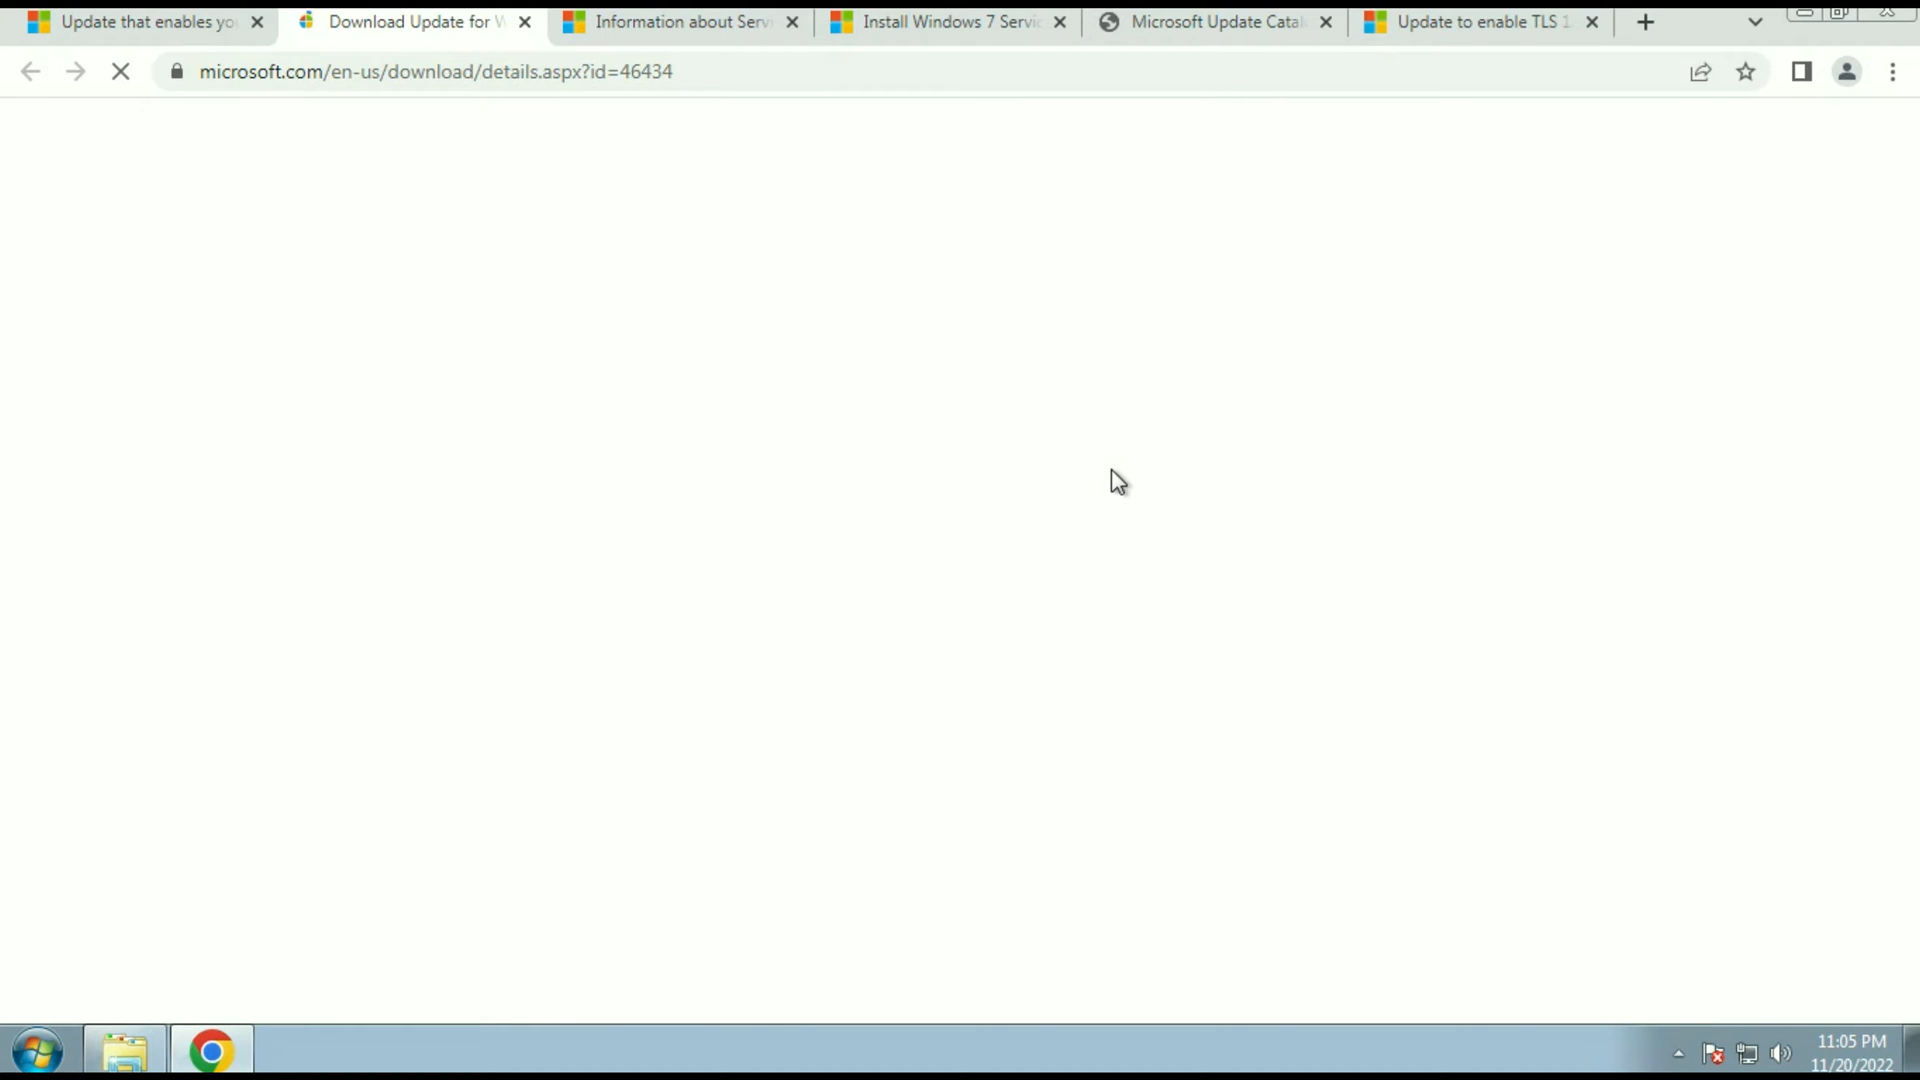 Update that enables yo
Download Update for W
Information about Servi
Install Windows 7 Servic
Microsoft Update Catal
Update to enable TLS 1
microsoft.com/en-us/download/details.aspx?id=46434
11:05 PM
11/20/2022